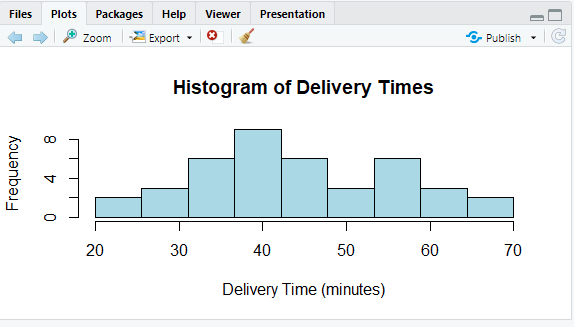 Files Plots Packages Help Viewer Presentation
Zoom Export Publish
Histogram of Delivery Times
Frequency
8
4
0
20 30 40 50 60 70
Delivery Time (minutes)